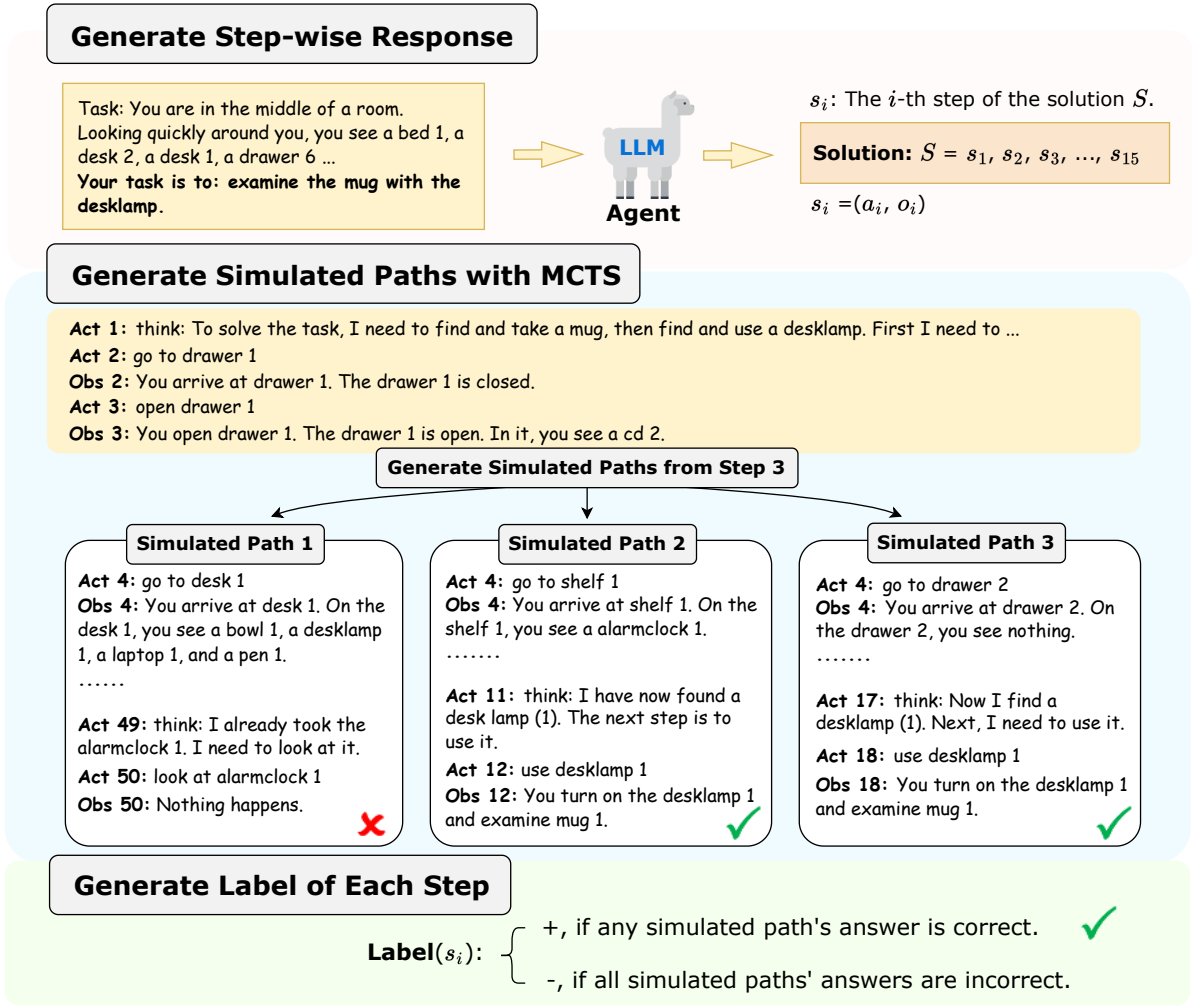 Generate Step-wise Response
Task: You are in the middle of a room.
Looking quickly around you, you see a bed 1, a
desk 2, a desk 1, a drawer 6 ...
Your task is to: examine the mug with the
desklamp.
LLM
Agent
s_i: The i-th step of the solution S.
Solution: S = s_1, s_2, s_3, ..., s_15
s_i =(a_i, o_i)
Generate Simulated Paths with MCTS
Act 1: think: To solve the task, I need to find and take a mug, then find and use a desklamp. First I need to ...
Act 2: go to drawer 1
Obs 2: You arrive at drawer 1. The drawer 1 is closed.
Act 3: open drawer 1
Obs 3: You open drawer 1. The drawer 1 is open. In it, you see a cd 2.
Generate Simulated Paths from Step 3
Simulated Path 1
Act 4: go to desk 1
Obs 4: You arrive at desk 1. On the
desk 1, you see a bowl 1, a desklamp
1, a laptop 1, and a pen 1.
......
Act 49: think: I already took the
alarmclock 1. I need to look at it.
Act 50: look at alarmclock 1
Obs 50: Nothing happens.
Simulated Path 2
Act 4: go to shelf 1
Obs 4: You arrive at shelf 1. On the
shelf 1, you see a alarmclock 1.
.......
Act 11: think: I have now found a
desk lamp (1). The next step is to
use it.
Act 12: use desklamp 1
Obs 12: You turn on the desklamp 1
and examine mug 1.
Simulated Path 3
Act 4: go to drawer 2
Obs 4: You arrive at drawer 2. On
the drawer 2, you see nothing.
.......
Act 17: think: Now I find a
desklamp (1). Next, I need to use it.
Act 18: use desklamp 1
Obs 18: You turn on the desklamp 1
and examine mug 1.
Generate Label of Each Step
Label(s_i):
+, if any simulated path's answer is correct.
-, if all simulated paths' answers are incorrect.